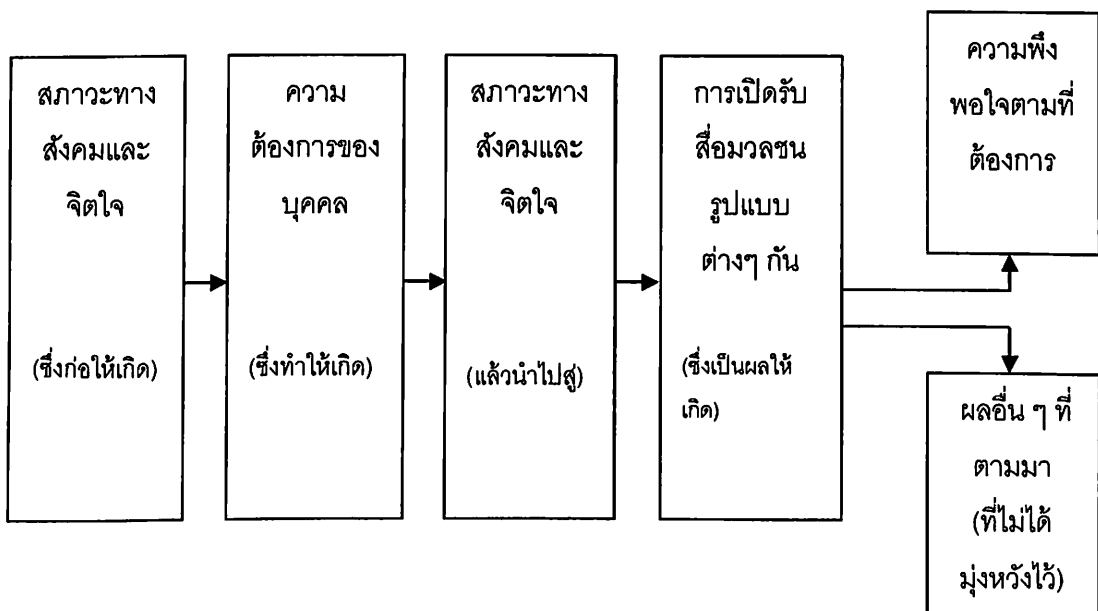 สภาวะทาง
สังคมและ
จิตใจ
(ซึ่งก่อให้เกิด)
ความ
ต้องการของ
บุคคล
(ซึ่งทำให้เกิด)
สภาวะทาง
สังคมและ
จิตใจ
(แล้วนำไปสู่)
การเปิดรับ
สื่อมวลชน
รูปแบบ
ต่างๆ กัน
(ซึ่งเป็นผลให้
เกิด)
ความพึง
พอใจตามที่
ต้องการ
ผลอื่น ๆ ที่
ตามมา
(ที่ไม่ได้
มุ่งหวังไว้)